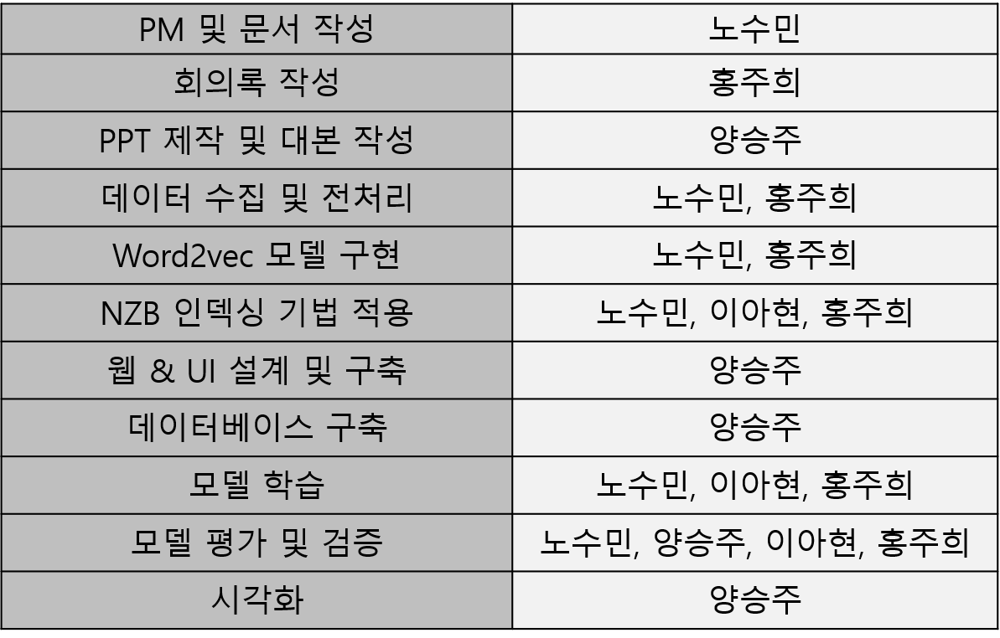 PM 및 문서 작성 노수민
회의록 작성 홍주희
PPT 제작 및 대본 작성 양승주
데이터 수집 및 전처리 노수민, 홍주희
Word2vec 모델 구현 노수민, 홍주희
NZB 인덱싱 기법 적용 노수민, 이아현, 홍주희
웹 & UI 설계 및 구축 양승주
데이터베이스 구축 양승주
모델 학습 노수민, 이아현, 홍주희
모델 평가 및 검증 노수민, 양승주, 이아현, 홍주희
시각화 양승주